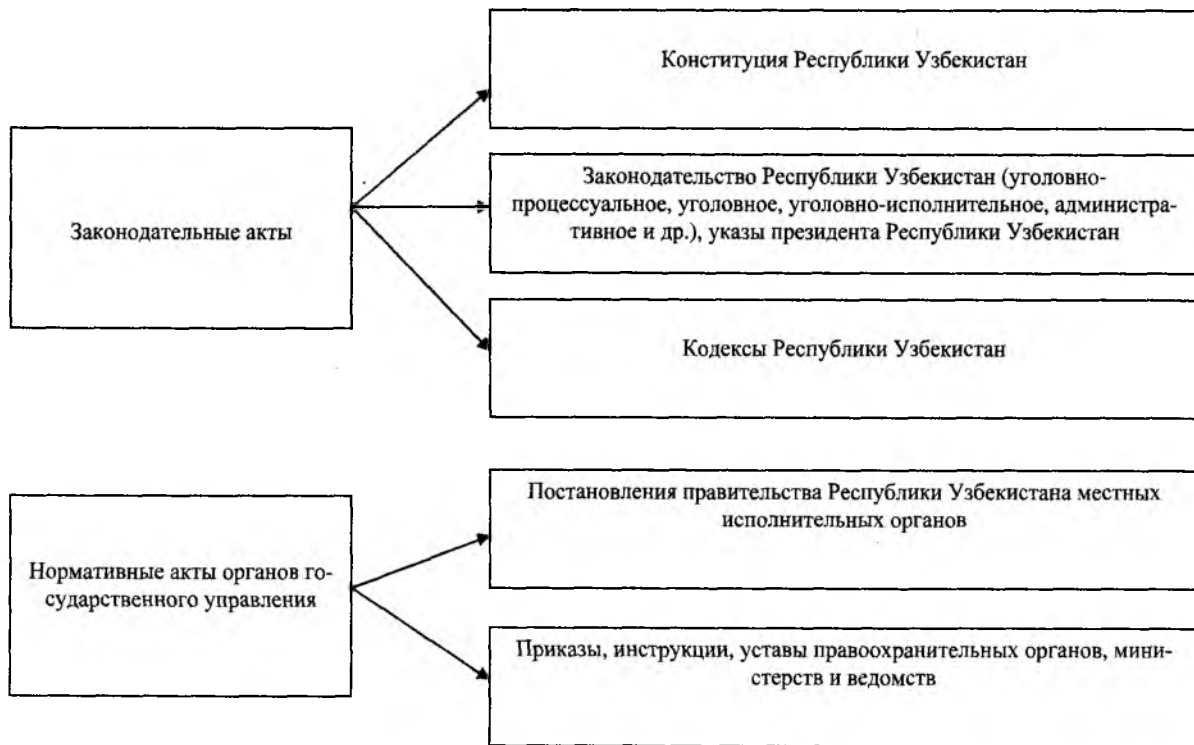 Законодательные акты
Конституция Республики Узбекистан
Законодательство Республики Узбекистан (уголовно-
процессуальное, уголовное, уголовно-исполнительное, администра-
тивное и др.), указы президента Республики Узбекистан
Кодексы Республики Узбекистан
Нормативные акты органов го-
сударственного управления
Постановления правительства Республики Узбекистана местных
исполнительных органов
Приказы, инструкции, уставы правоохранительных органов, мини-
стерств и ведомств